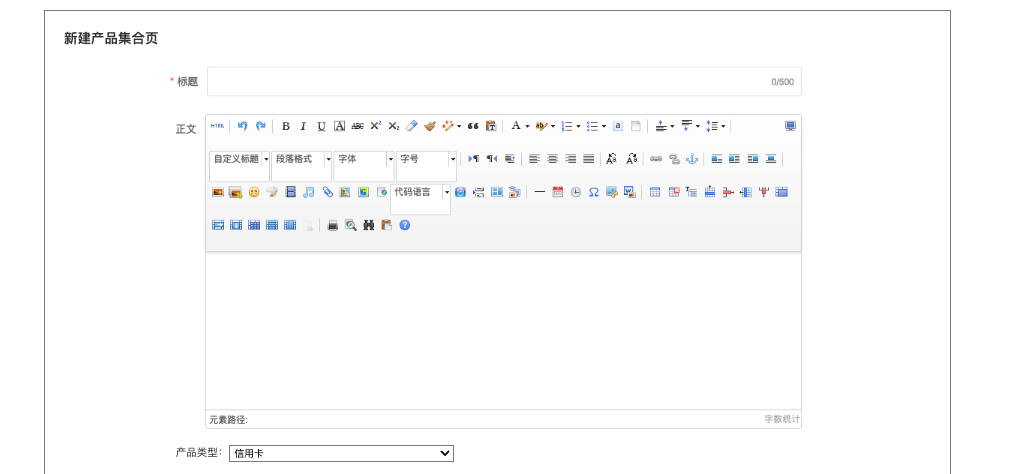 新建产品集合页
* 标题
0/500
正文
HTML
B I U A ABC X² X₂
自定义标题 段落格式 字体 字号
代码语言
元素路径:
字数统计
产品类型: 信用卡